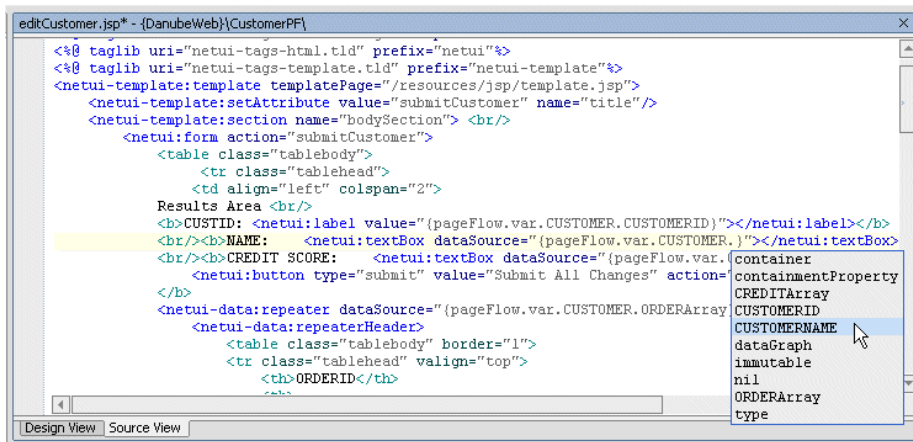 editCustomer.jsp* - {DanubeWeb}\CustomerPF\
<%@ taglib uri="netui-tags-html.tld" prefix="netui"%>
<%@ taglib uri="netui-tags-template.tld" prefix="netui-template"%>
<netui-template:template templatePage="/resources/jsp/template.jsp">
<netui-template:setAttribute value="submitCustomer" name="title"/>
<netui-template:section name="bodySection"> <br/>
<netui:form action="submitCustomer">
<table class="tablebody">
<tr class="tablehead">
<td align="left" colspan="2">
Results Area <br/>
<b>CUSTID: <netui:label value="{pageFlow.var.CUSTOMER.CUSTOMERID}"></netui:label></b>
<br/><b>NAME: <netui:textBox dataSource="{pageFlow.var.CUSTOMER.}"></netui:textBox>
<br/><b>CREDIT SCORE: <netui:textBox dataSource="{pageFlow.var.
<netui:button type="submit" value="Submit All Changes" action="
</b>
<netui-data:repeater dataSource="{pageFlow.var.CUSTOMER.ORDERArray
<netui-data:repeaterHeader>
<table class="tablebody" border="1">
<tr class="tablehead" valign="top">
<th>ORDERID</th>
container
containmentProperty
CREDITArray
CUSTOMERID
CUSTOMERNAME
dataGraph
immutable
nil
ORDERArray
type
Design View Source View